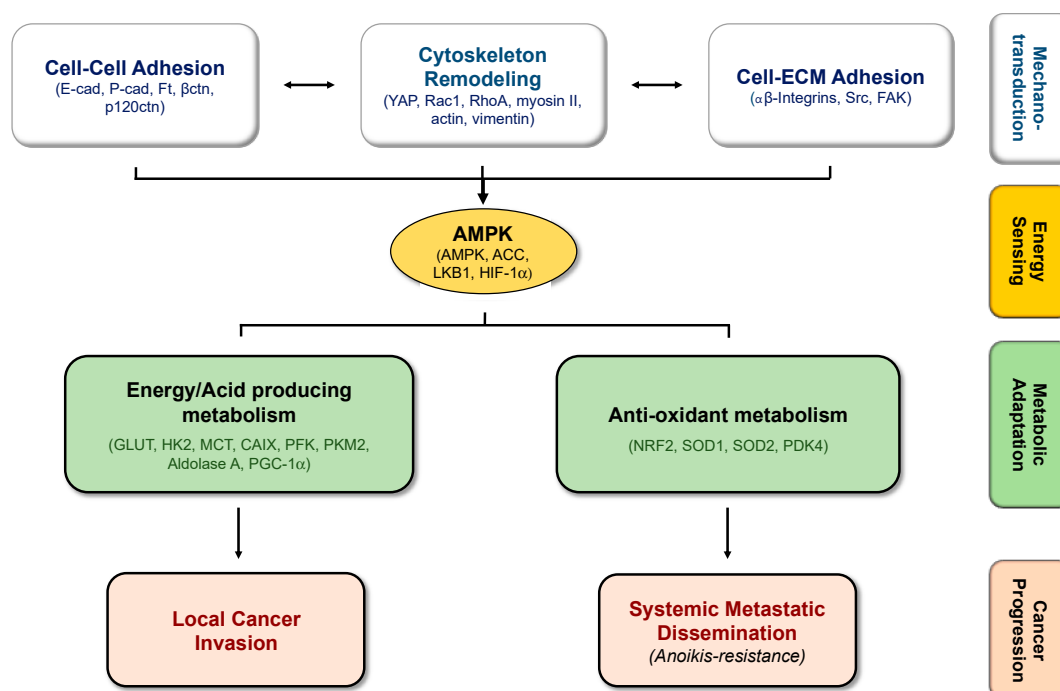 Cell-Cell Adhesion
(E-cad, P-cad, Ft, βctn,
p120ctn)
Cytoskeleton
Remodeling
(YAP, Rac1, RhoA, myosin II,
actin, vimentin)
Cell-ECM Adhesion
(αβ-Integrins, Src, FAK)
Mechano-
transduction
AMPK
(AMPK, ACC,
LKB1, HIF-1α)
Energy
Sensing
Energy/Acid producing
metabolism
(GLUT, HK2, MCT, CAIX, PFK, PKM2,
Aldolase A, PGC-1α)
Anti-oxidant metabolism
(NRF2, SOD1, SOD2, PDK4)
Metabolic
Adaptation
Local Cancer
Invasion
Systemic Metastatic
Dissemination
(Anoikis-resistance)
Cancer
Progression